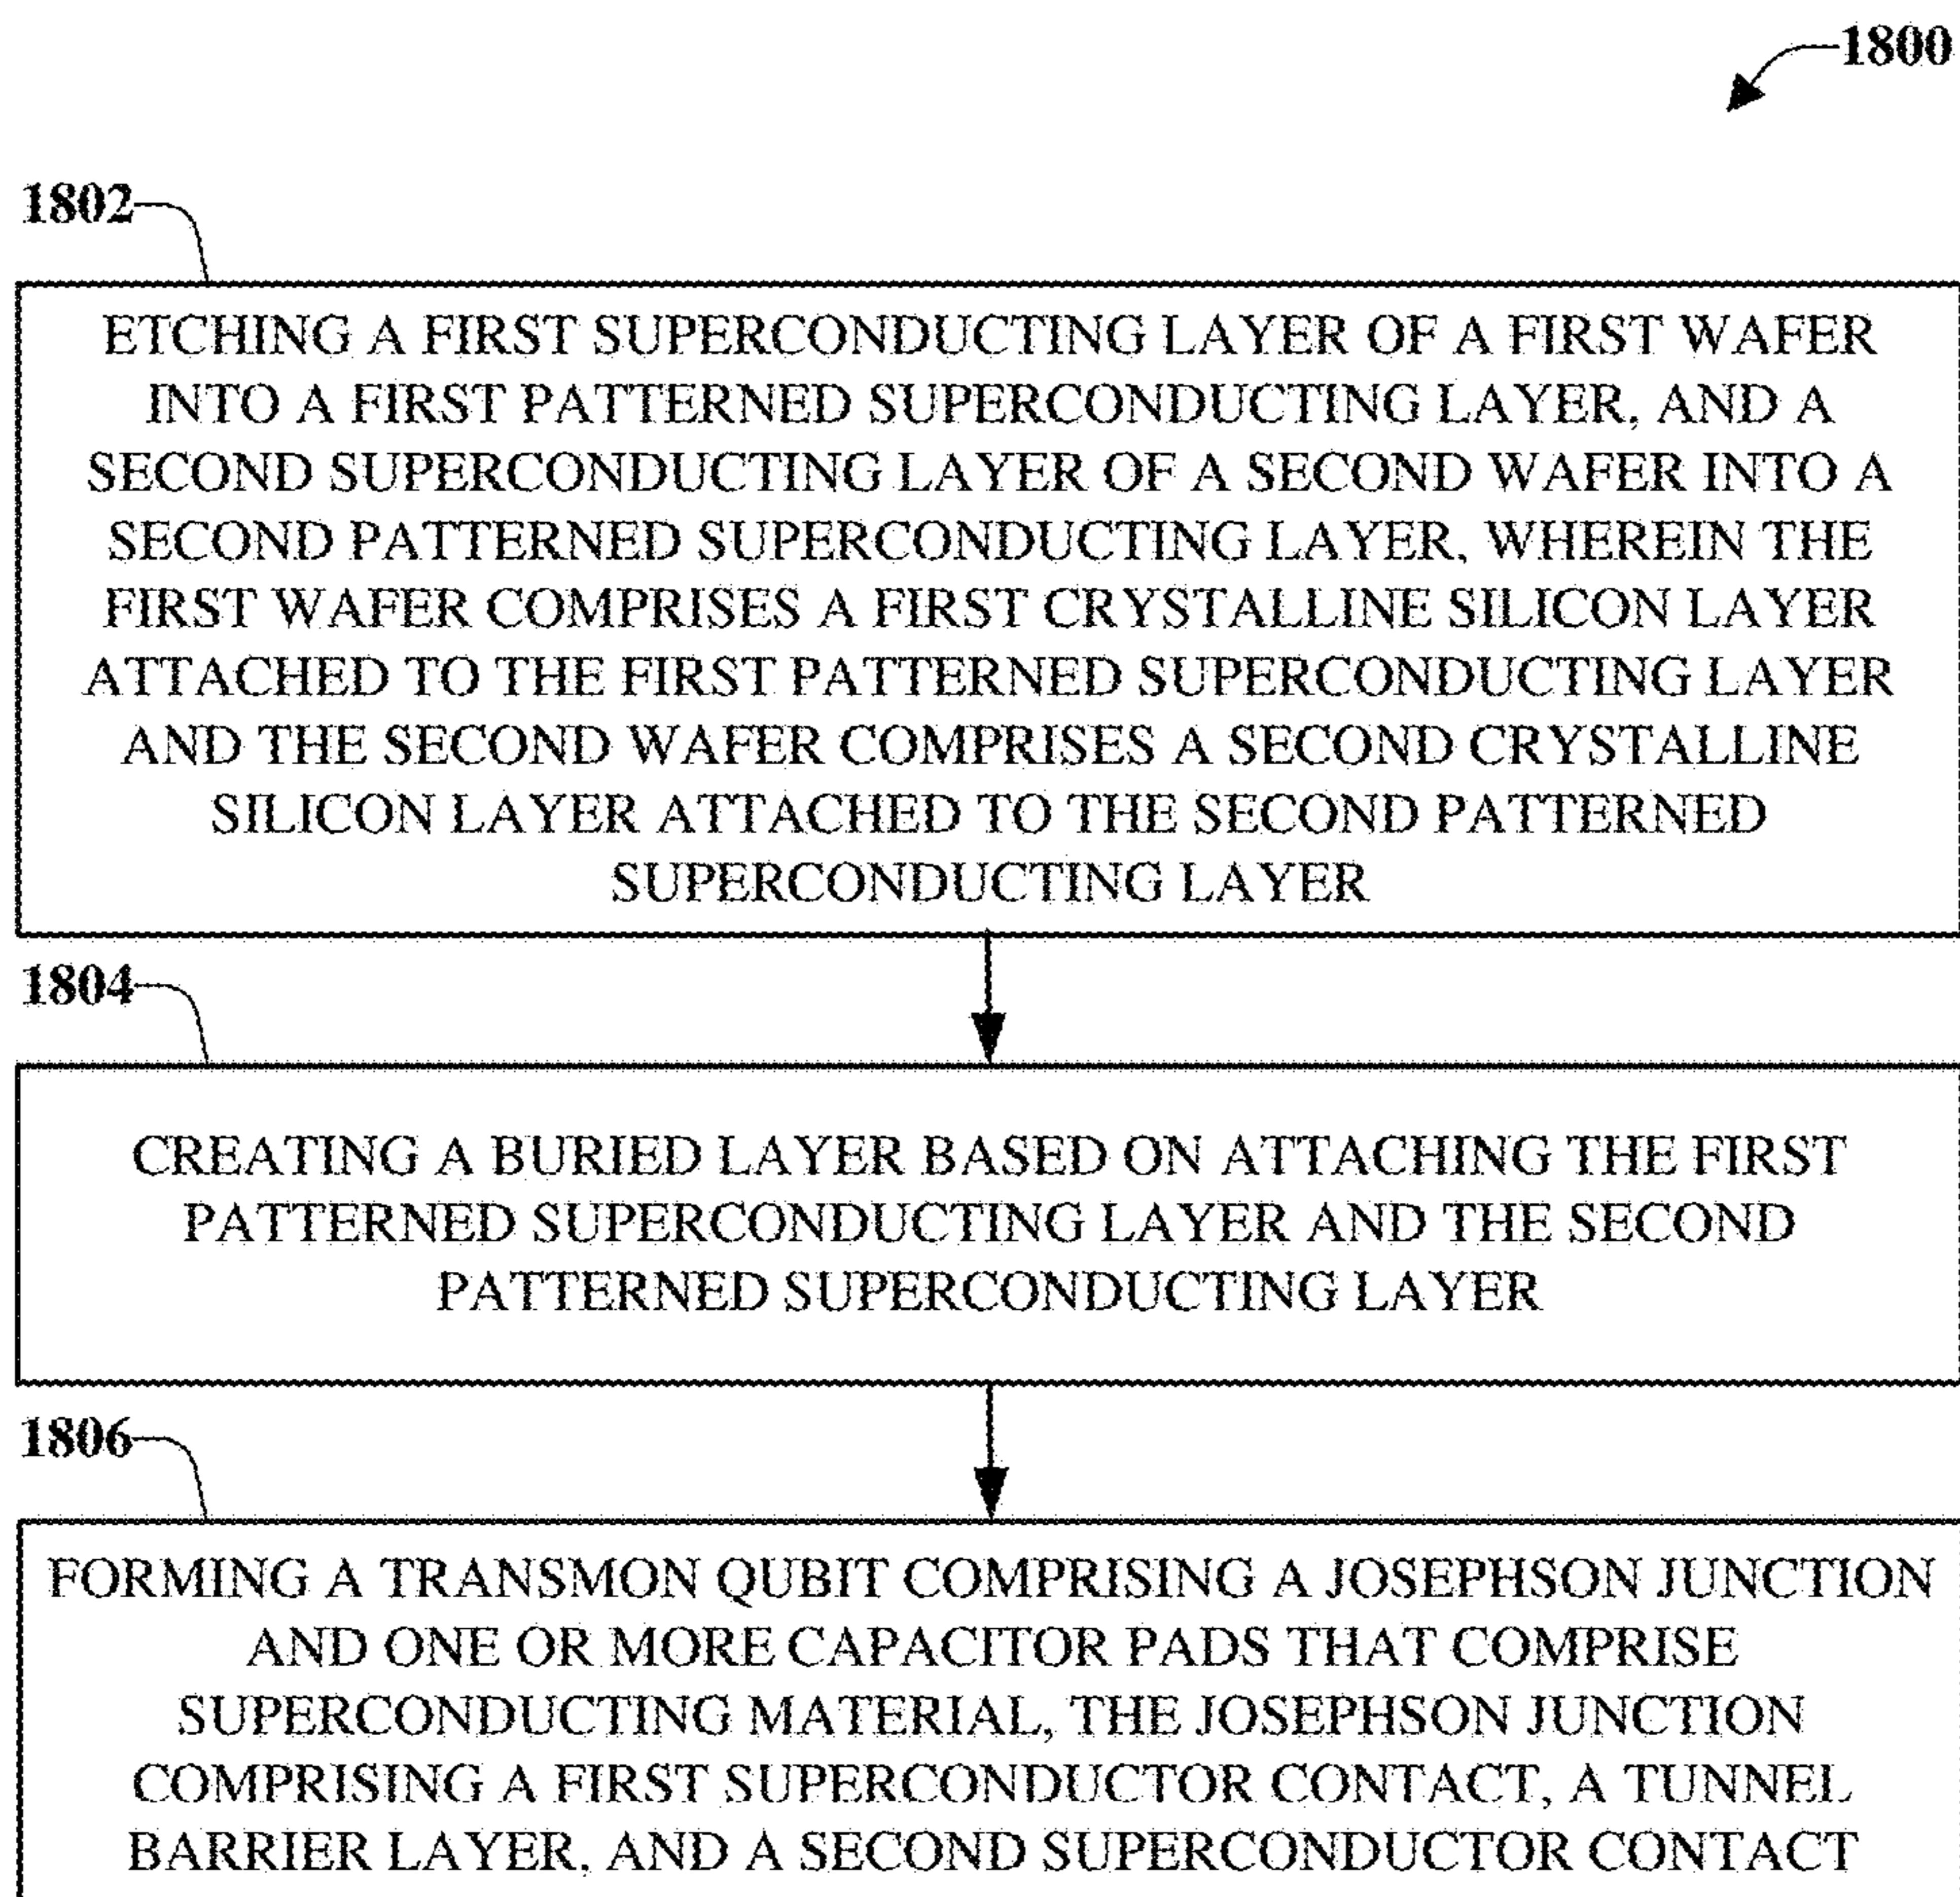 1800
1802
ETCHING A FIRST SUPERCONDUCTING LAYER OF A FIRST WAFER
INTO A FIRST PATTERNED SUPERCONDUCTING LAYER, AND A
SECOND SUPERCONDUCTING LAYER OF A SECOND WAFER INTO A
SECOND PATTERNED SUPERCONDUCTING LAYER, WHEREIN THE
FIRST WAFER COMPRISES A FIRST CRYSTALLINE SILICON LAYER
ATTACHED TO THE FIRST PATTERNED SUPERCONDUCTING LAYER
AND THE SECOND WAFER COMPRISES A SECOND CRYSTALLINE
SILICON LAYER ATTACHED TO THE SECOND PATTERNED
SUPERCONDUCTING LAYER
1804
CREATING A BURIED LAYER BASED ON ATTACHING THE FIRST
PATTERNED SUPERCONDUCTING LAYER AND THE SECOND
PATTERNED SUPERCONDUCTING LAYER
1806
FORMING A TRANSMON QUBIT COMPRISING A JOSEPHSON JUNCTION
AND ONE OR MORE CAPACITOR PADS THAT COMPRISE
SUPERCONDUCTING MATERIAL, THE JOSEPHSON JUNCTION
COMPRISING A FIRST SUPERCONDUCTOR CONTACT, A TUNNEL
BARRIER LAYER, AND A SECOND SUPERCONDUCTOR CONTACT